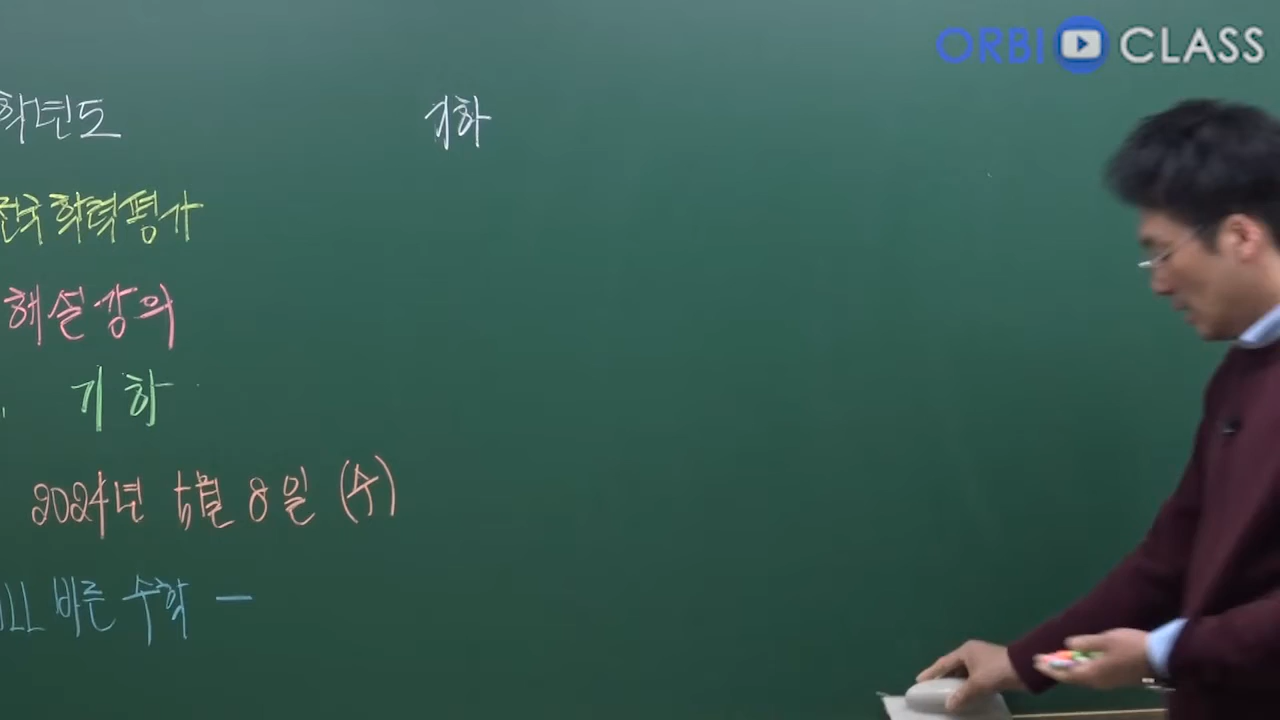 ORBI CLASS
학년도
기하
전국학력평가
해설강의
기하
2024년 5월 8일 (수)
바른수학 –